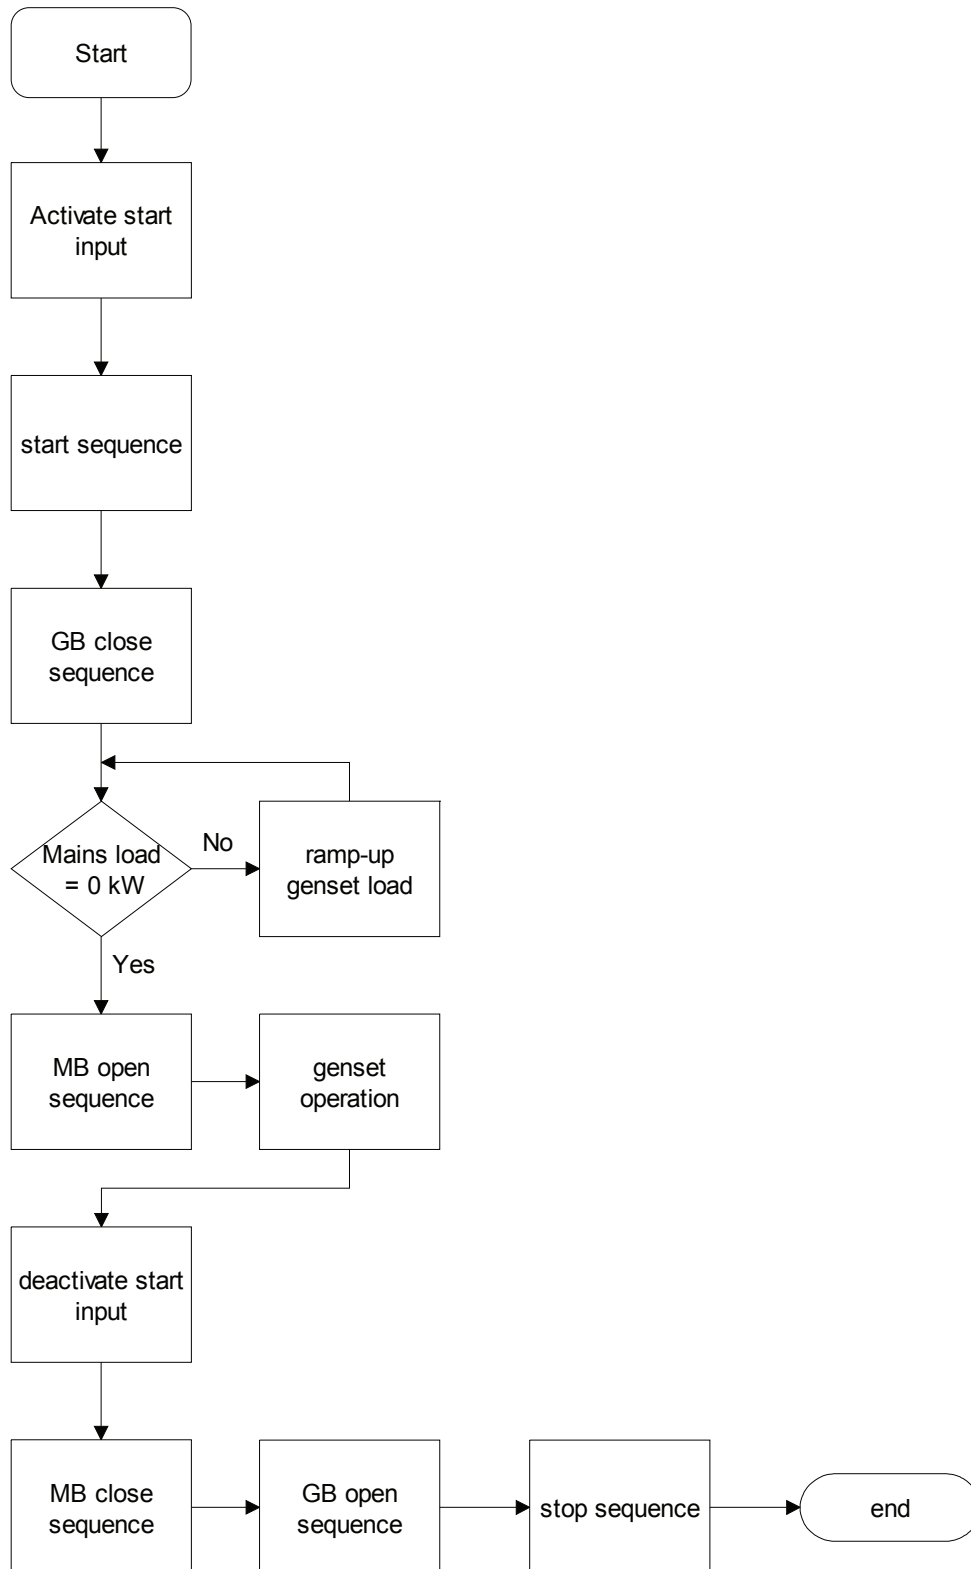 Start
Activate start
input
start sequence
GB close
sequence
Mains load
= 0 kW
No
ramp-up
genset load
Yes
MB open
sequence
genset
operation
deactivate start
input
MB close
sequence
GB open
sequence
stop sequence
end